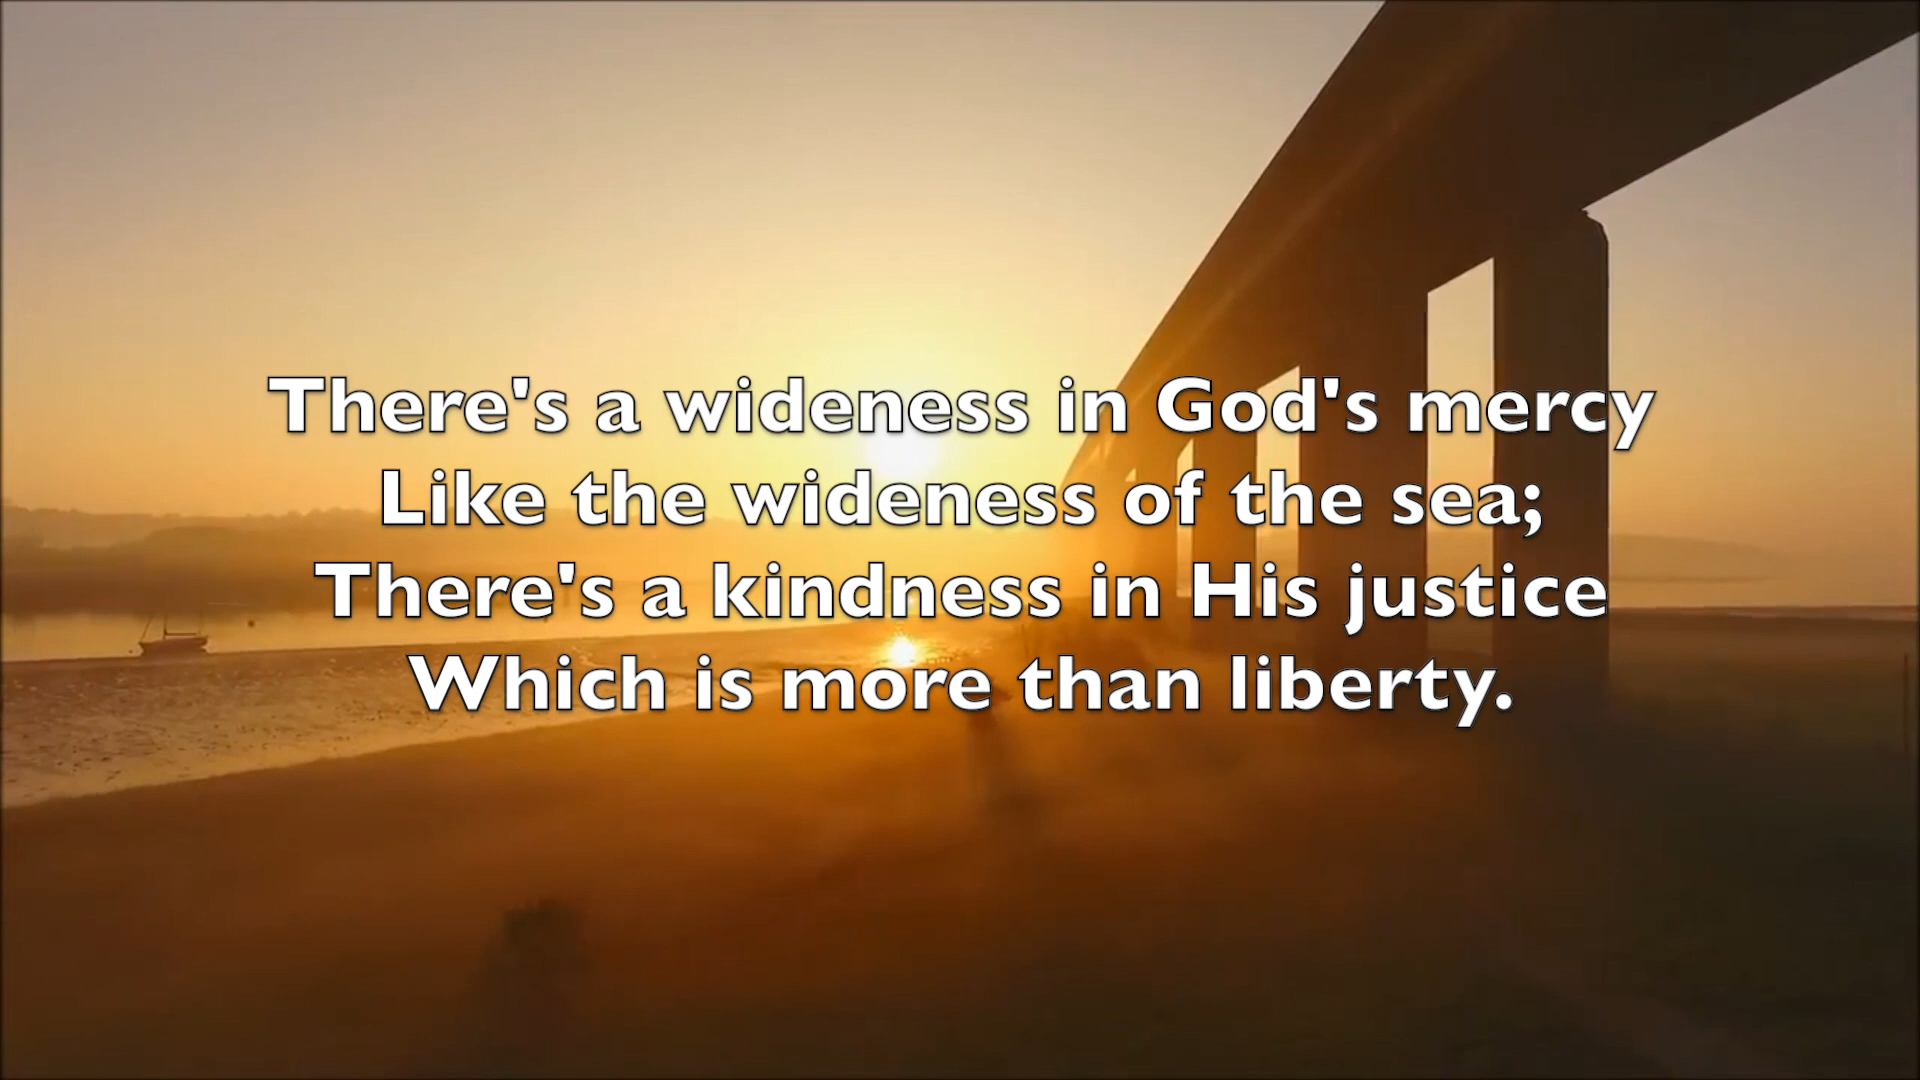 There's a wideness in God's mercy
Like the wideness of the sea;
There's a kindness in His justice
Which is more than liberty.